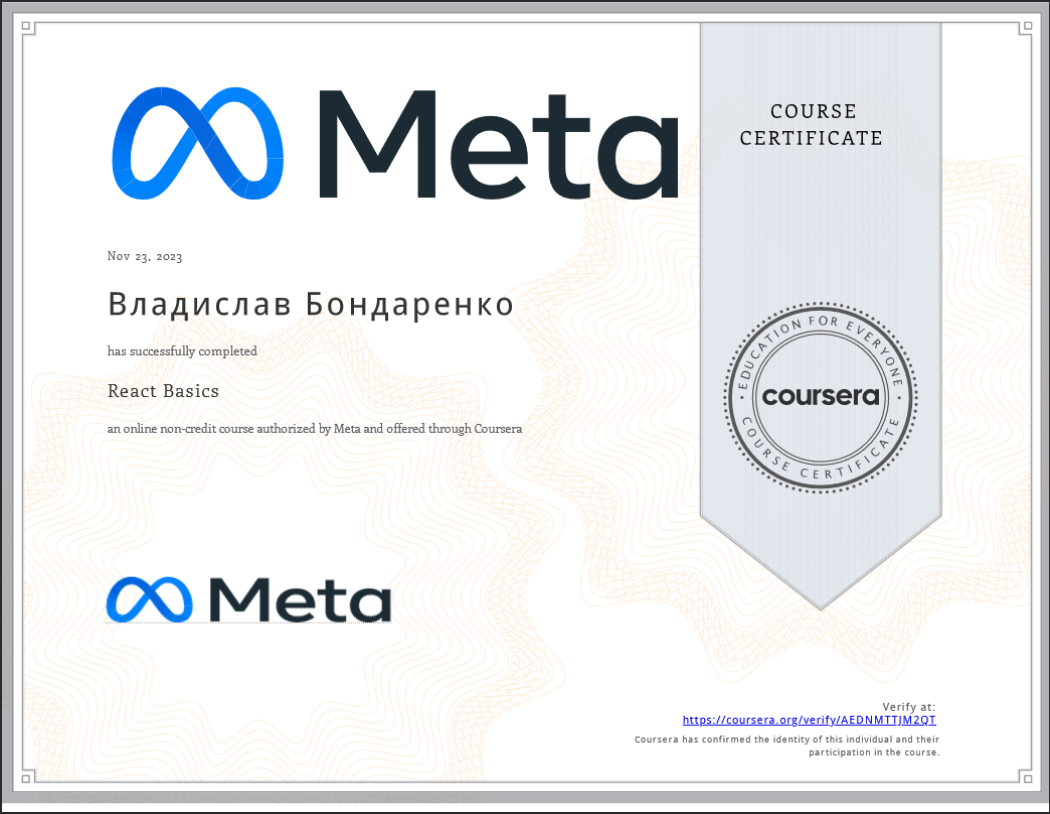 Meta
COURSE
CERTIFICATE
Nov 23, 2023
Владислав Бондаренко
has successfully completed
React Basics
an online non-credit course authorized by Meta and offered through Coursera
EDUCATION FOR EVERYONE
coursera
COURSE CERTIFICATE
Meta
Verify at:
https://coursera.org/verify/AEDNMTTJM2QT
Coursera has confirmed the identity of this individual and their
participation in the course.